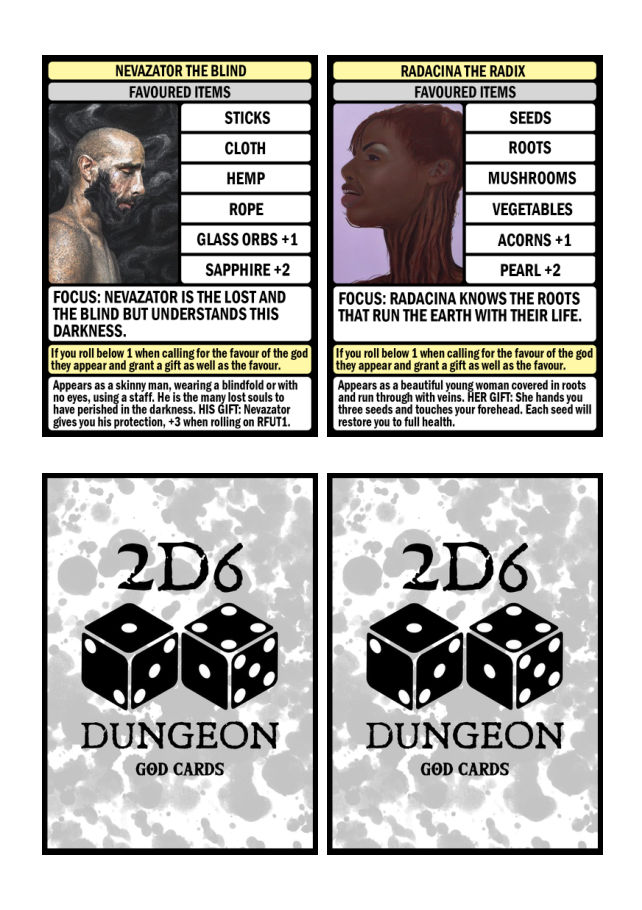 NEVAZATOR THE BLIND
FAVOURED ITEMS
STICKS
CLOTH
HEMP
ROPE
GLASS ORBS +1
SAPPHIRE +2
FOCUS: NEVAZATOR IS THE LOST AND
THE BLIND BUT UNDERSTANDS THIS
DARKNESS.
If you roll below 1 when calling for the favour of the god
they appear and grant a gift as well as the favour.
Appears as a skinny man, wearing a blindfold or with
no eyes, using a staff. He is the many lost souls to
have perished in the darkness. HIS GIFT: Nevazator
gives you his protection, +3 when rolling on RFUT1.
RADACINA THE RADIX
FAVOURED ITEMS
SEEDS
ROOTS
MUSHROOMS
VEGETABLES
ACORNS +1
PEARL +2
FOCUS: RADACINA KNOWS THE ROOTS
THAT RUN THE EARTH WITH THEIR LIFE.
If you roll below 1 when calling for the favour of the god
they appear and grant a gift as well as the favour.
Appears as a beautiful young woman covered in roots
and run through with veins. HER GIFT: She hands you
three seeds and touches your forehead. Each seed will
restore you to full health.
2D6
DUNGEON
GOD CARDS
2D6
DUNGEON
GOD CARDS